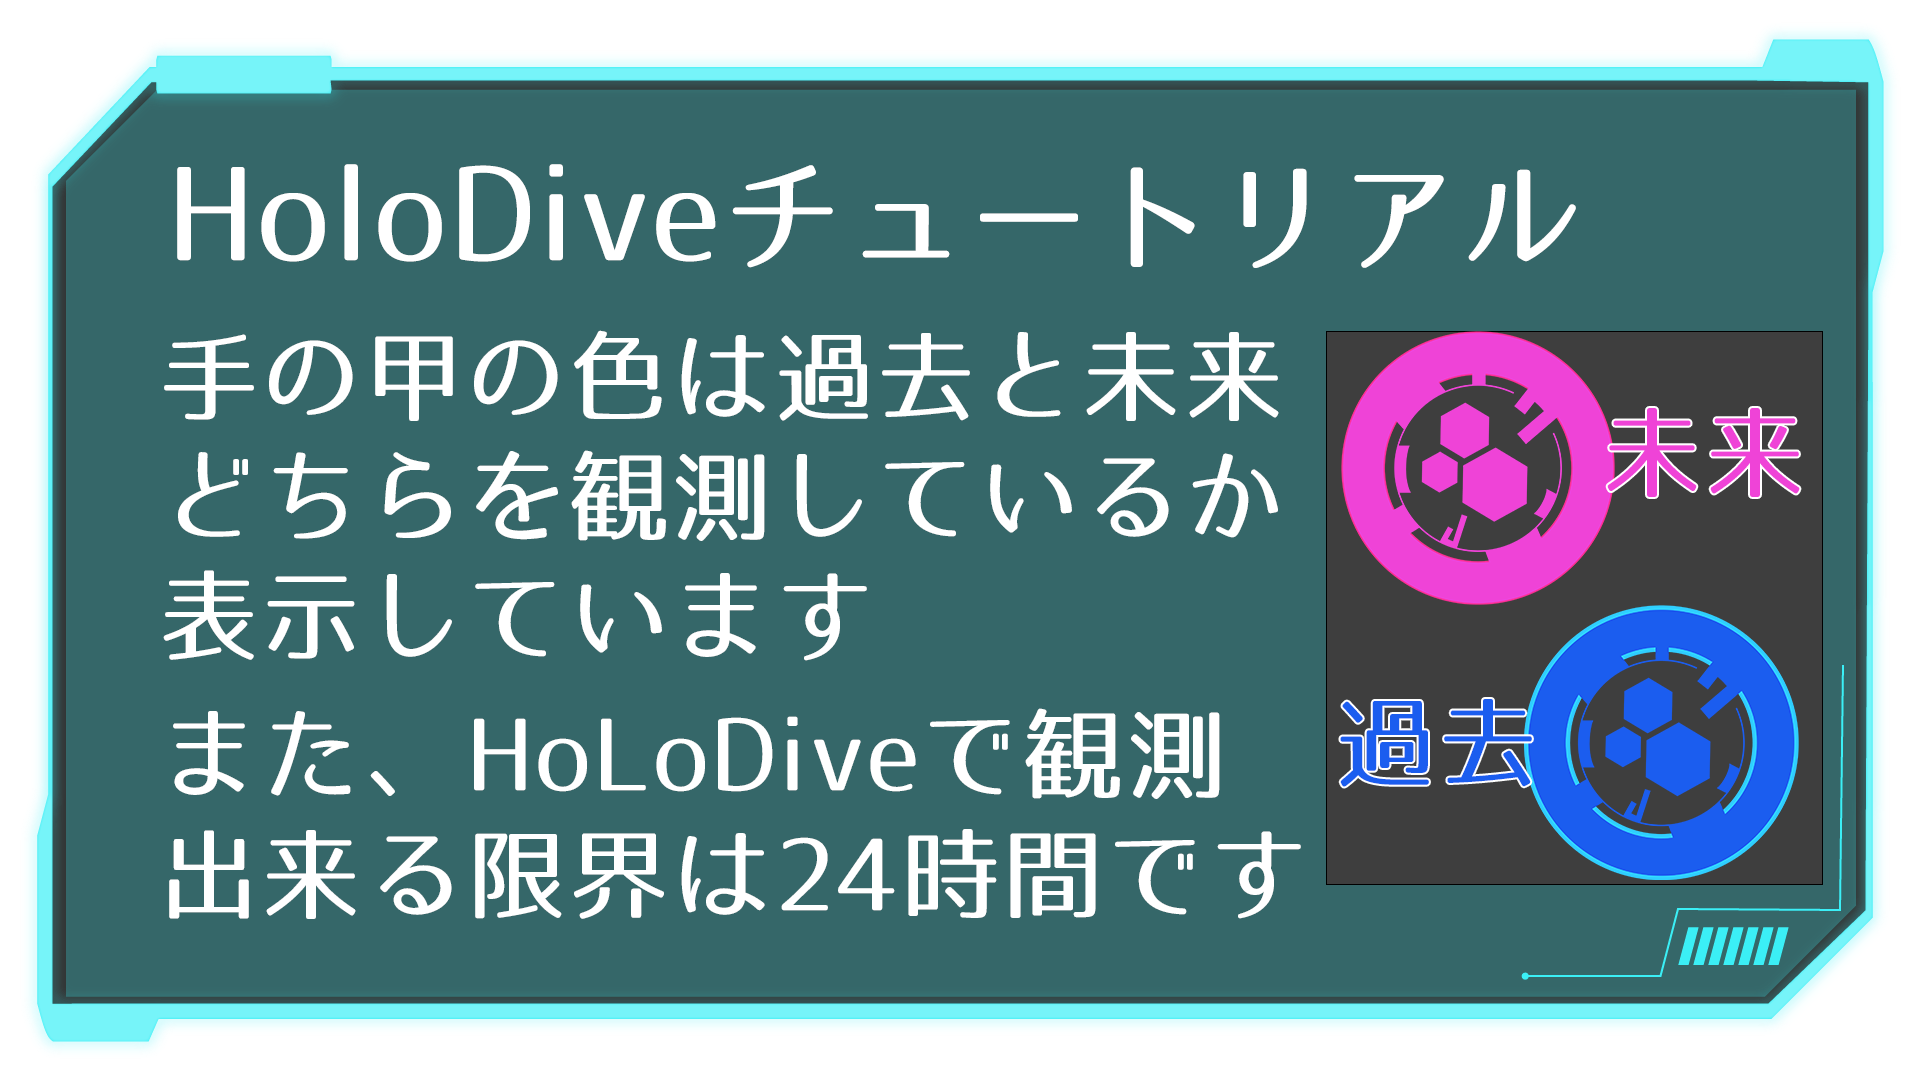 HoloDiveチュートリアル
手の甲の色は過去と未来
どちらを観測しているか
表示しています
また、HoLoDiveで観測
出来る限界は24時間です
未来
過去